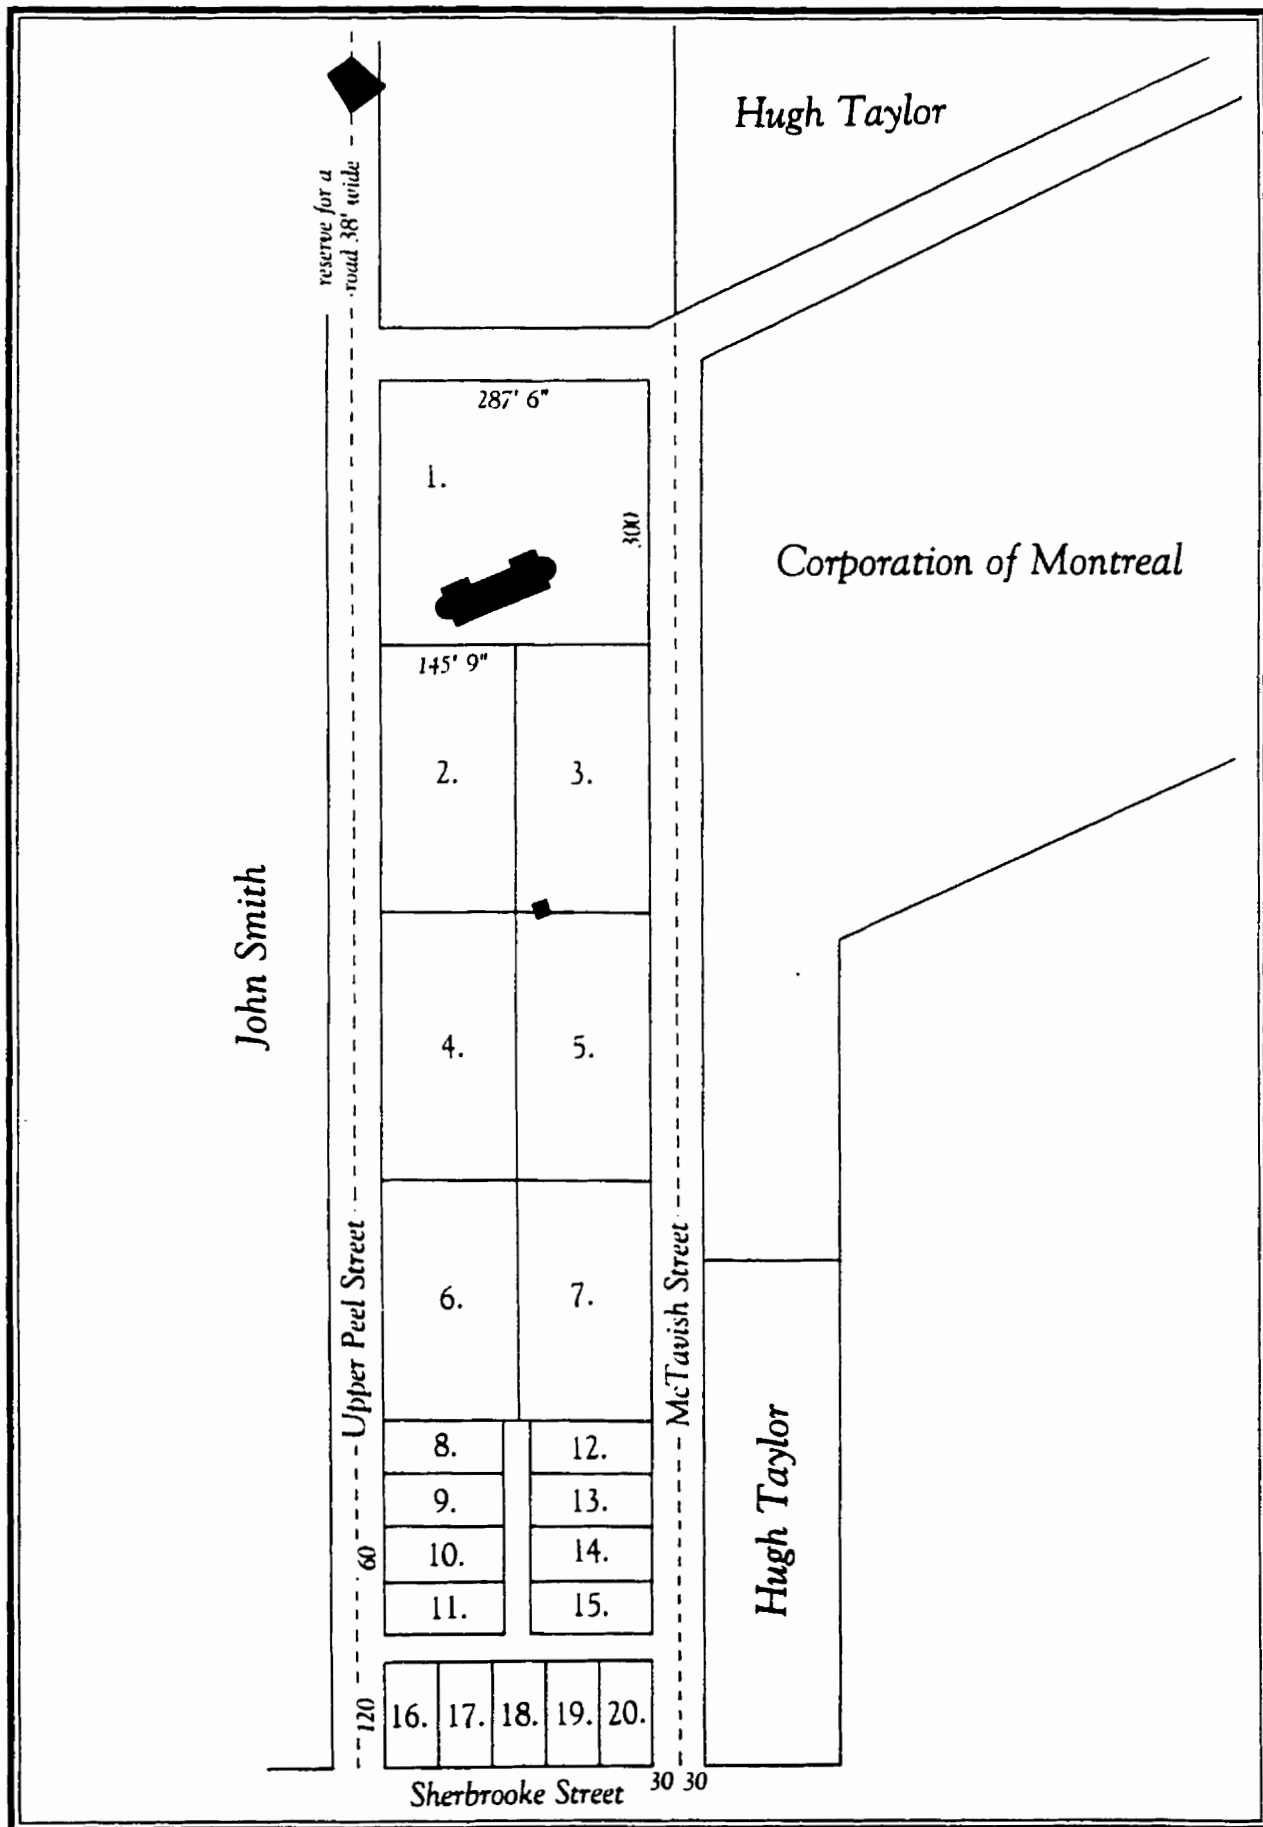 Hugh Taylor
reserve for a
road 38' wide
287' 6"
1.
300
Corporation of Montreal
145' 9"
2.
3.
John Smith
4.
5.
Upper Peel Street
6.
7.
McTavish Street
8.
12.
9.
13.
Hugh Taylor
60
10.
14.
11.
15.
120
16. 17. 18. 19. 20.
Sherbrooke Street
30 30